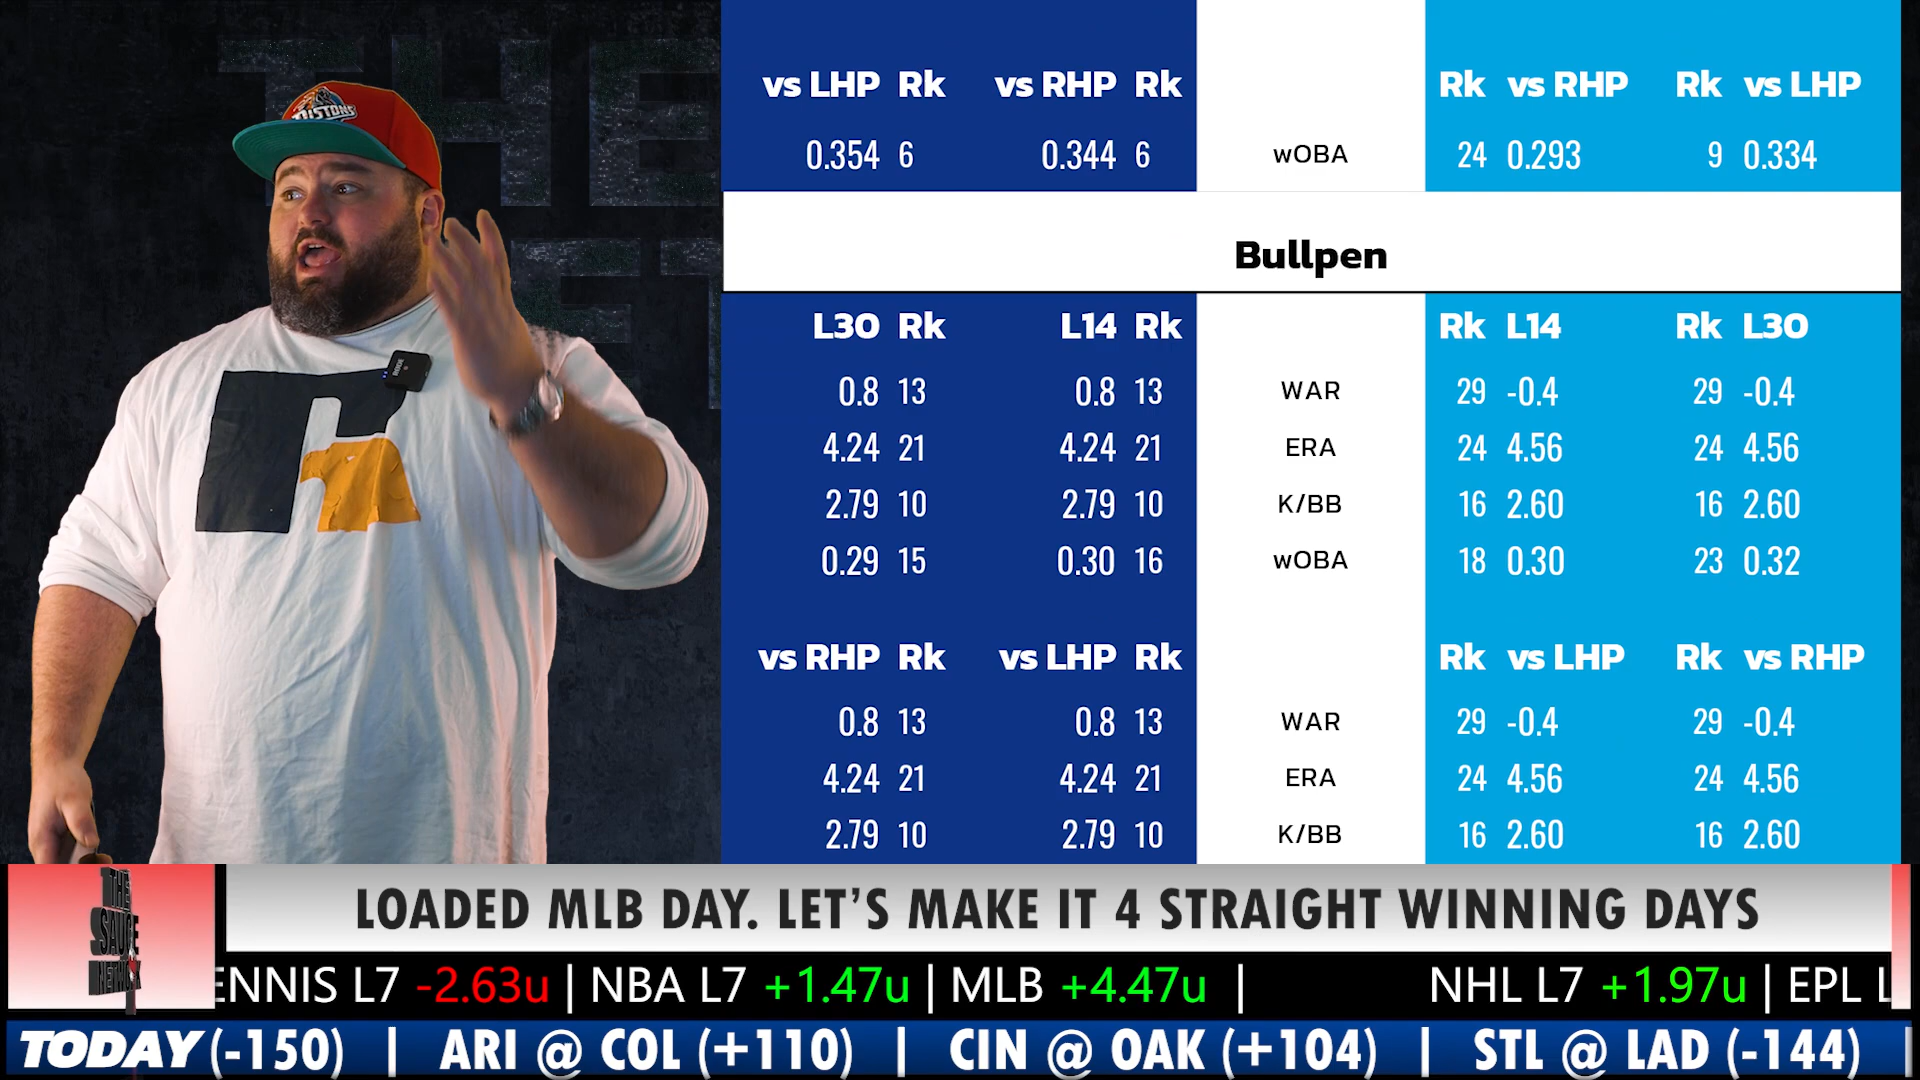 THE
PISTONS
RODE
vs LHP Rk vs RHP Rk Rk vs RHP Rk vs LHP
0.354 6 0.344 6 wOBA 24 0.293 9 0.334
Bullpen
L30 Rk L14 Rk Rk L14 Rk L30
0.8 13 0.8 13 WAR 29 -0.4 29 -0.4
4.24 21 4.24 21 ERA 24 4.56 24 4.56
2.79 10 2.79 10 K/BB 16 2.60 16 2.60
0.29 15 0.30 16 wOBA 18 0.30 23 0.32
vs RHP Rk vs LHP Rk Rk vs LHP Rk vs RHP
0.8 13 0.8 13 WAR 29 -0.4 29 -0.4
4.24 21 4.24 21 ERA 24 4.56 24 4.56
2.79 10 2.79 10 K/BB 16 2.60 16 2.60
THE
SAUCE
NETWORK
LOADED MLB DAY. LET'S MAKE IT 4 STRAIGHT WINNING DAYS
ENNIS L7 -2.63u | NBA L7 +1.47u | MLB +4.47u | NHL L7 +1.97u | EPL L
TODAY (-150) | ARI @ COL (+110) | CIN @ OAK (+104) | STL @ LAD (-144) |